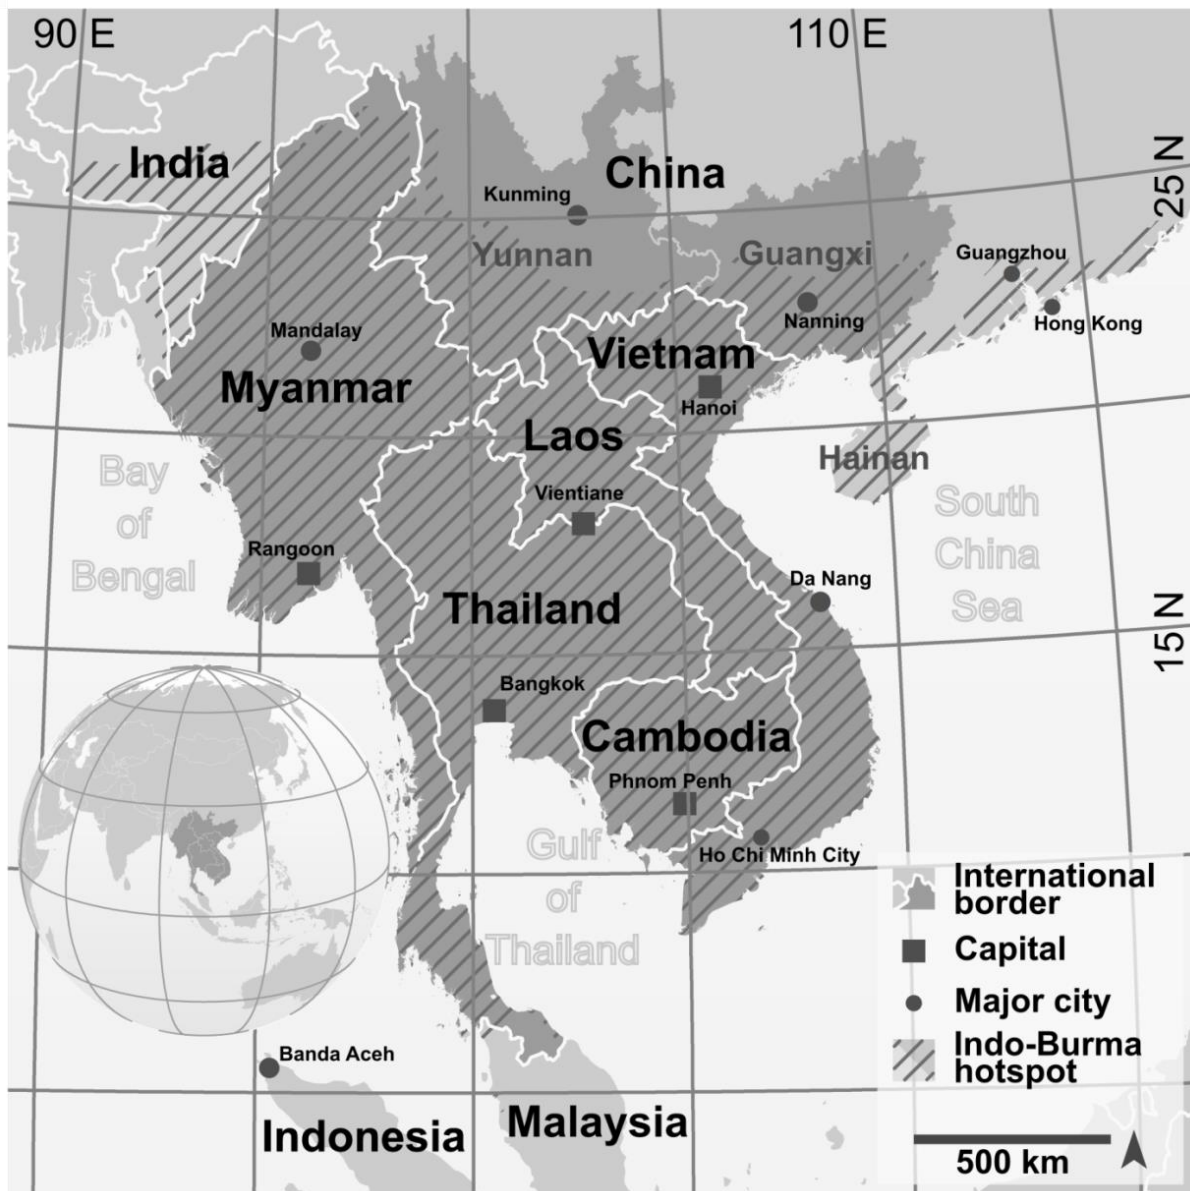 90 E
110 E
25 N
India
China
Kunming
Yunnan
Guangxi
Guangzhou
Nanning
Hong Kong
Mandalay
Myanmar
Vietnam
Hanoi
Laos
Hainan
Bay
of
Bengal
Vientiane
South
China
Sea
Rangoon
Da Nang
Thailand
15 N
Bangkok
Cambodia
Phnom Penh
Gulf
of
Thailand
Ho Chi Minh City
International
border
Capital
Major city
Indo-Burma
hotspot
Banda Aceh
Indonesia
Malaysia
500 km